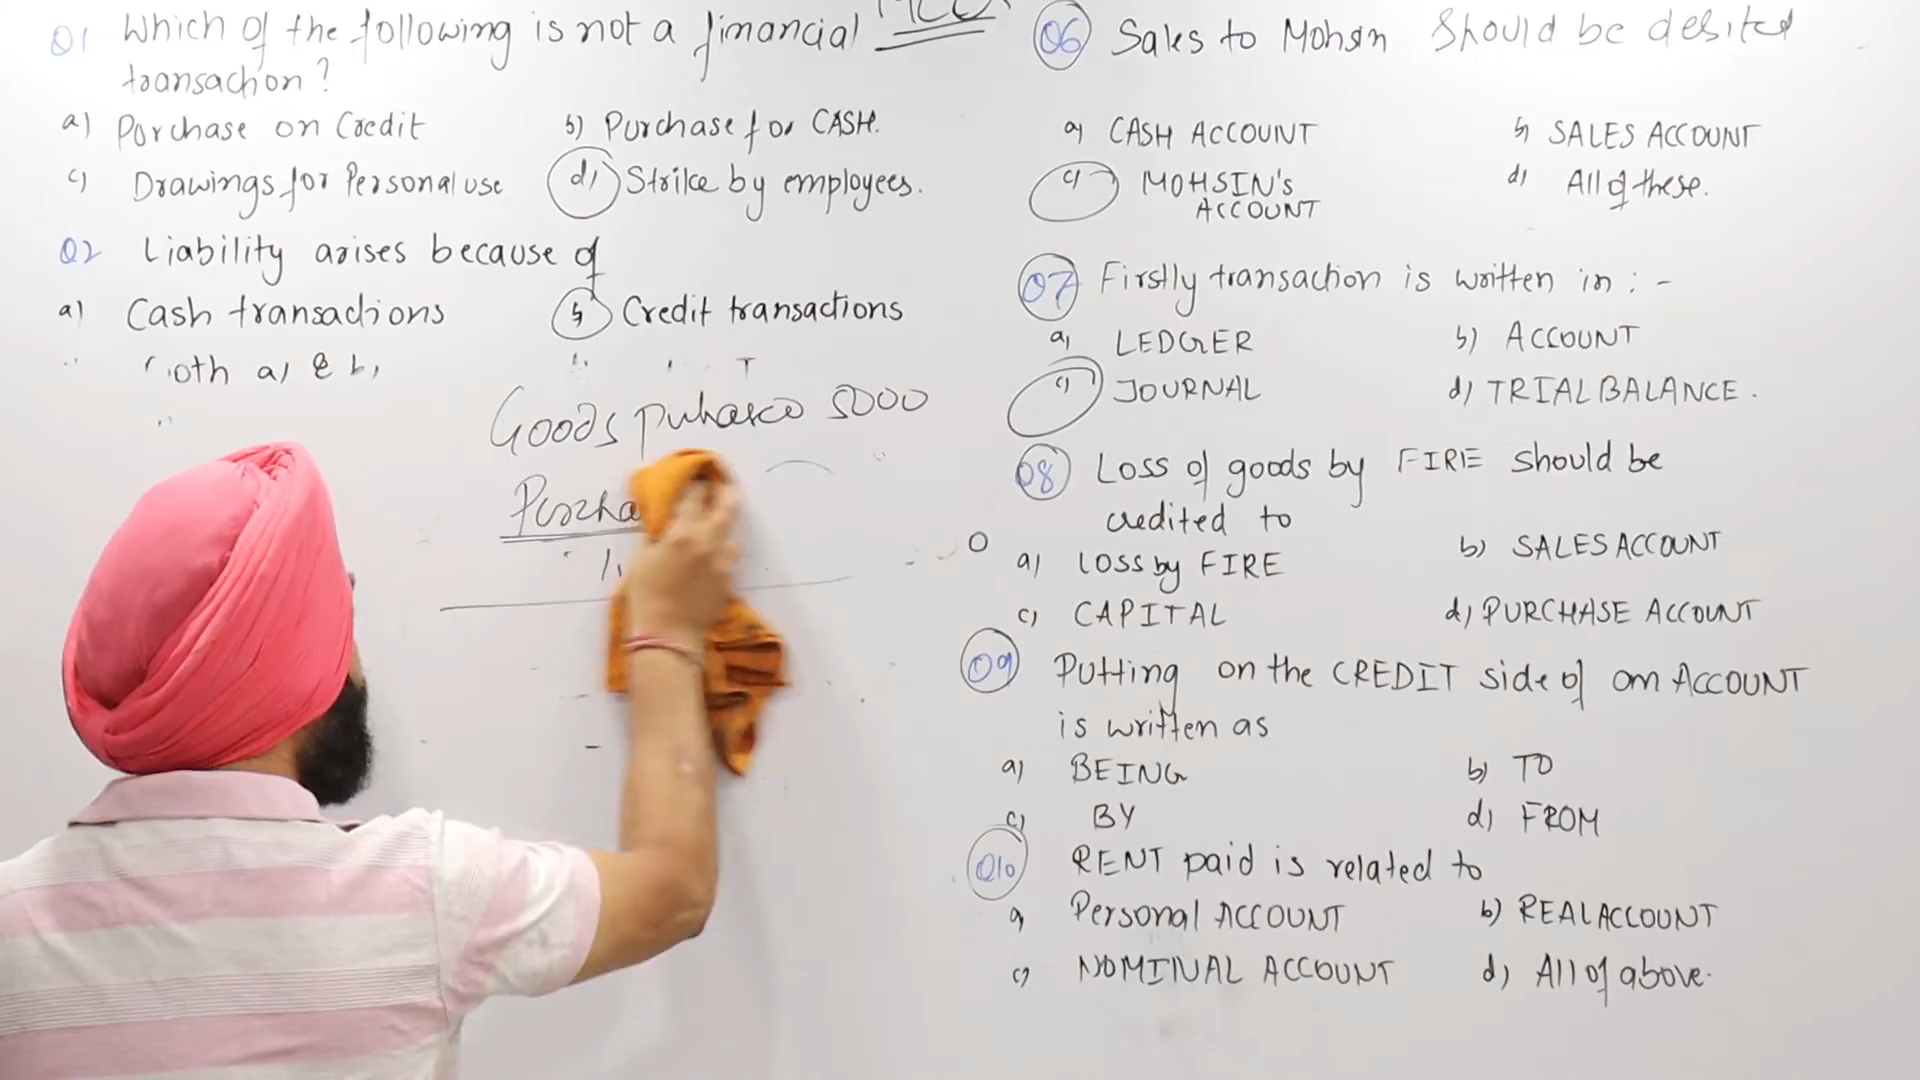 Q1 Which of the following is not a financial
transaction?
a) Purchase on Credit b) Purchase for CASH.
c) Drawings for Personal use d) Strike by employees.
Q2 Liability arises because of
a) Cash transactions b) Credit transactions
oth a) & b)
Goods puhasco 5000
Purcha
MCQ
Q6 Sales to Mohsin Should be debited
a) CASH ACCOUNT b) SALES ACCOUNT
c) MOHSIN's d) All of these.
ACCOUNT
Q7 Firstly transaction is written in :-
a) LEDGER b) ACCOUNT
c) JOURNAL d) TRIAL BALANCE.
Q8 Loss of goods by FIRE should be
credited to
a) Loss by FIRE b) SALES ACCOUNT
c) CAPITAL d) PURCHASE ACCOUNT
Q9 Putting on the CREDIT side of an ACCOUNT
is written as
a) BEING b) TO
c) BY d) FROM
Q10 RENT paid is related to
a) Personal ACCOUNT b) REAL ACCOUNT
c) NOMINAL ACCOUNT d) All of above.